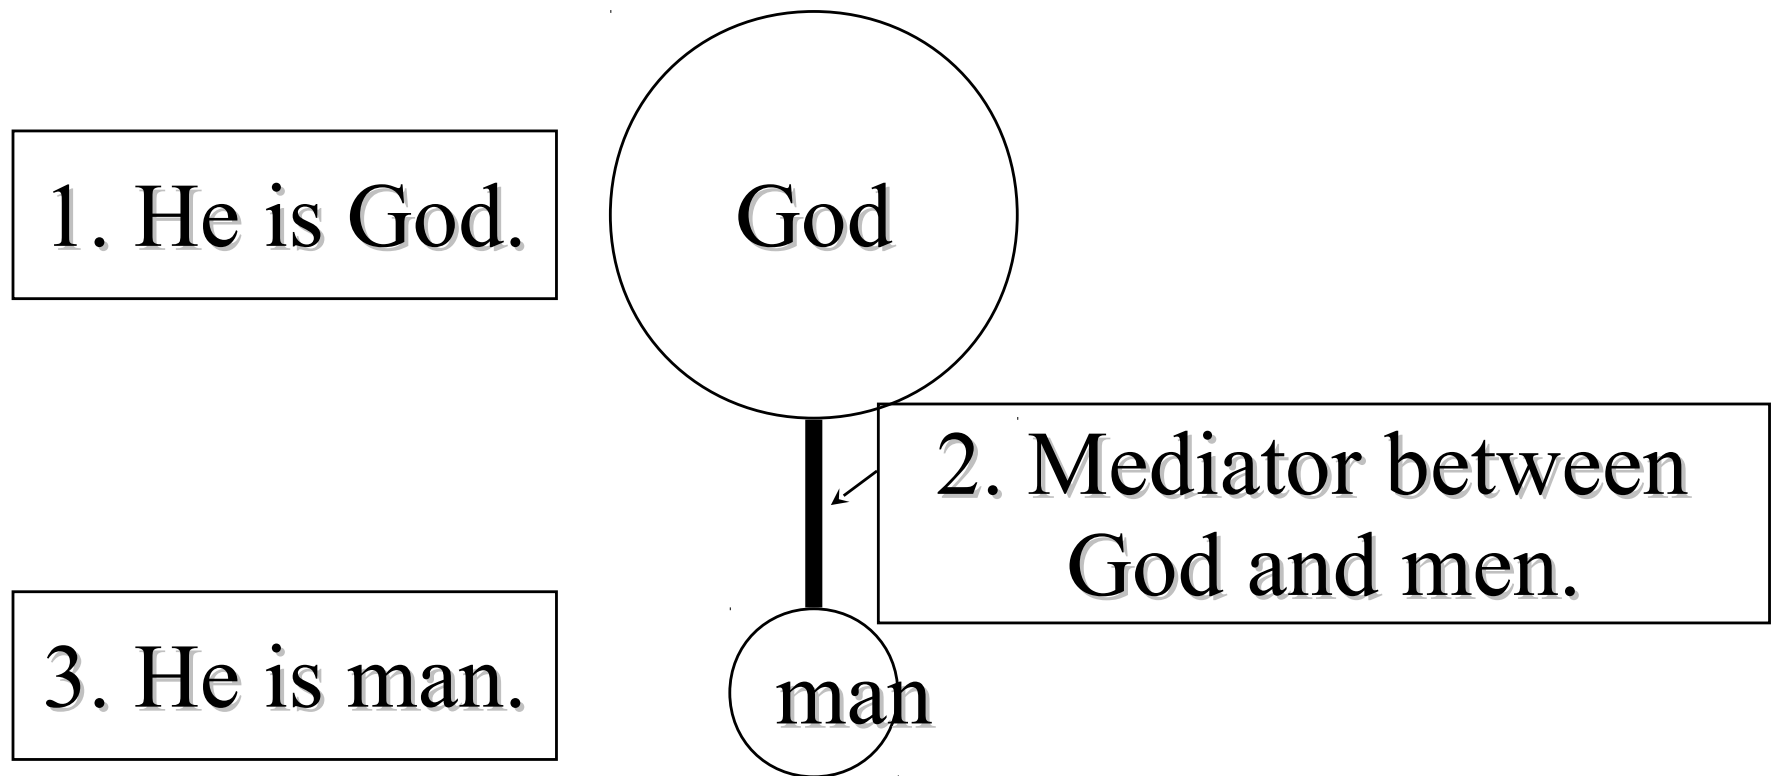 1. He is God.
God
2. Mediator between
God and men.
3. He is man.
man